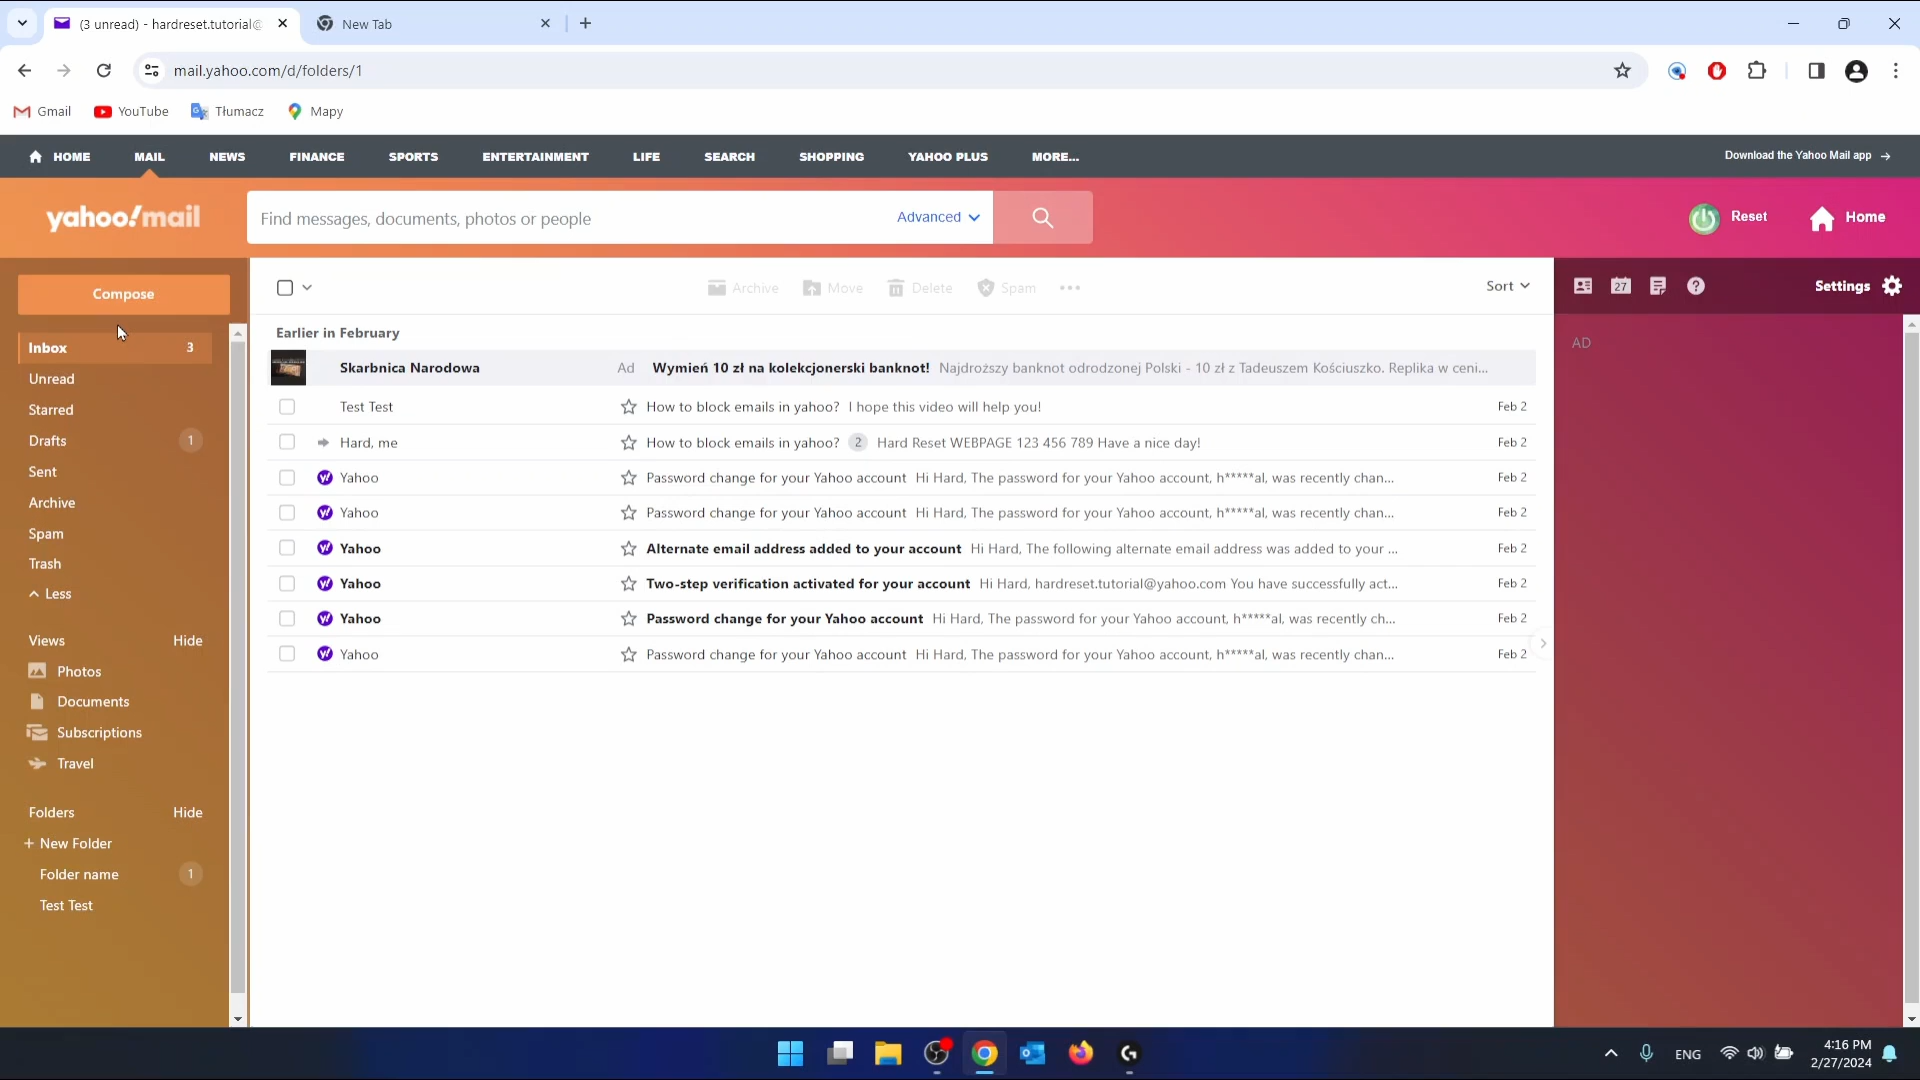 (3 unread) - hardreset.tutorial@
New Tab
mail.yahoo.com/d/folders/1
Gmail YouTube Tłumacz Mapy
HOME MAIL NEWS FINANCE SPORTS ENTERTAINMENT LIFE SEARCH SHOPPING YAHOO PLUS MORE... Download the Yahoo Mail app →
yahoo!mail Find messages, documents, photos or people Advanced Reset Home
Compose Archive Move Delete Spam Sort 27 ? Settings
Earlier in February
Inbox 3
Unread
Starred
Drafts 1
Sent
Archive
Spam
Trash
Less
Views Hide
Photos
Documents
Subscriptions
Travel
Folders Hide
+ New Folder
Folder name 1
Test Test
Skarbnica Narodowa Ad Wymień 10 zł na kolekcjonerski banknot! Najdroższy banknot odrodzonej Polski - 10 zł z Tadeuszem Kościuszko. Replika w ceni...
Test Test How to block emails in yahoo? I hope this video will help you! Feb 2
Hard, me How to block emails in yahoo? 2 Hard Reset WEBPAGE 123 456 789 Have a nice day! Feb 2
Yahoo Password change for your Yahoo account Hi Hard, The password for your Yahoo account, h*****al, was recently chan... Feb 2
Yahoo Password change for your Yahoo account Hi Hard, The password for your Yahoo account, h*****al, was recently chan... Feb 2
Yahoo Alternate email address added to your account Hi Hard, The following alternate email address was added to your ... Feb 2
Yahoo Two-step verification activated for your account Hi Hard, hardreset.tutorial@yahoo.com You have successfully act... Feb 2
Yahoo Password change for your Yahoo account Hi Hard, The password for your Yahoo account, h*****al, was recently ch... Feb 2
Yahoo Password change for your Yahoo account Hi Hard, The password for your Yahoo account, h*****al, was recently chan... Feb 2
AD
ENG
4:16 PM
2/27/2024